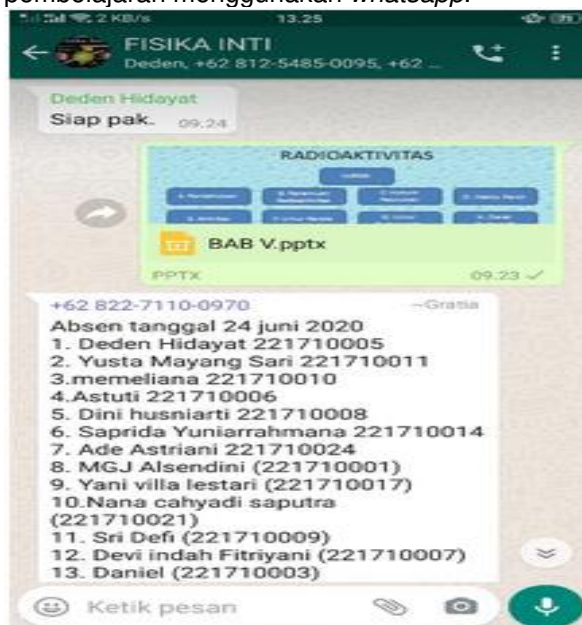 pembelajaran menggunakan whatsapp.
2 KB/s 13.25
FISIKA INTI
Deden, +62 812-5485-0095, +62 ...
Deden Hidayat
Siap pak. 09.24
RADIOAKTIVITAS
BAB V.pptx
PPTX 09.23
+62 822-7110-0970 ~Gratia
Absen tanggal 24 juni 2020
1. Deden Hidayat 221710005
2. Yusta Mayang Sari 221710011
3.memeliana 221710010
4.Astuti 221710006
5. Dini husniarti 221710008
6. Saprida Yuniarrahmana 221710014
7. Ade Astriani 221710024
8. MGJ Alsendini (221710001)
9. Yani villa lestari (221710017)
10.Nana cahyadi saputra
(221710021)
11. Sri Defi (221710009)
12. Devi indah Fitriyani (221710007)
13. Daniel (221710003)
Ketik pesan